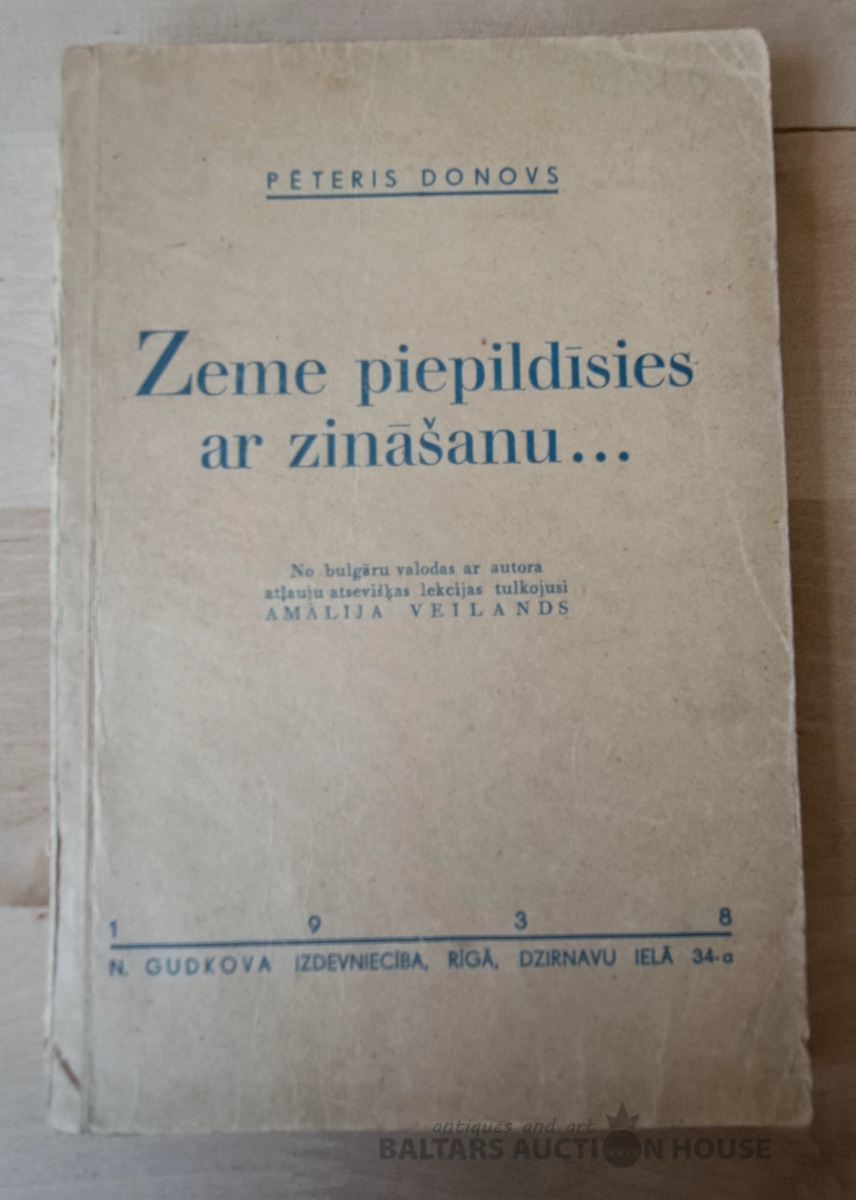 PĒTERIS DONOVS
Zeme piepildīsies
ar zināšanu...
No bulgāru valodas ar autora
atļauju atsevišķas lekcijas tulkojusi
AMĀLIJA VEILANDS
1 9 3 8
N. GUDKOVA IZDEVNIECĪBA, RĪGĀ, DZIRNAVU IELĀ 34-a
antiques and art
BALTARS AUCTION HOUSE